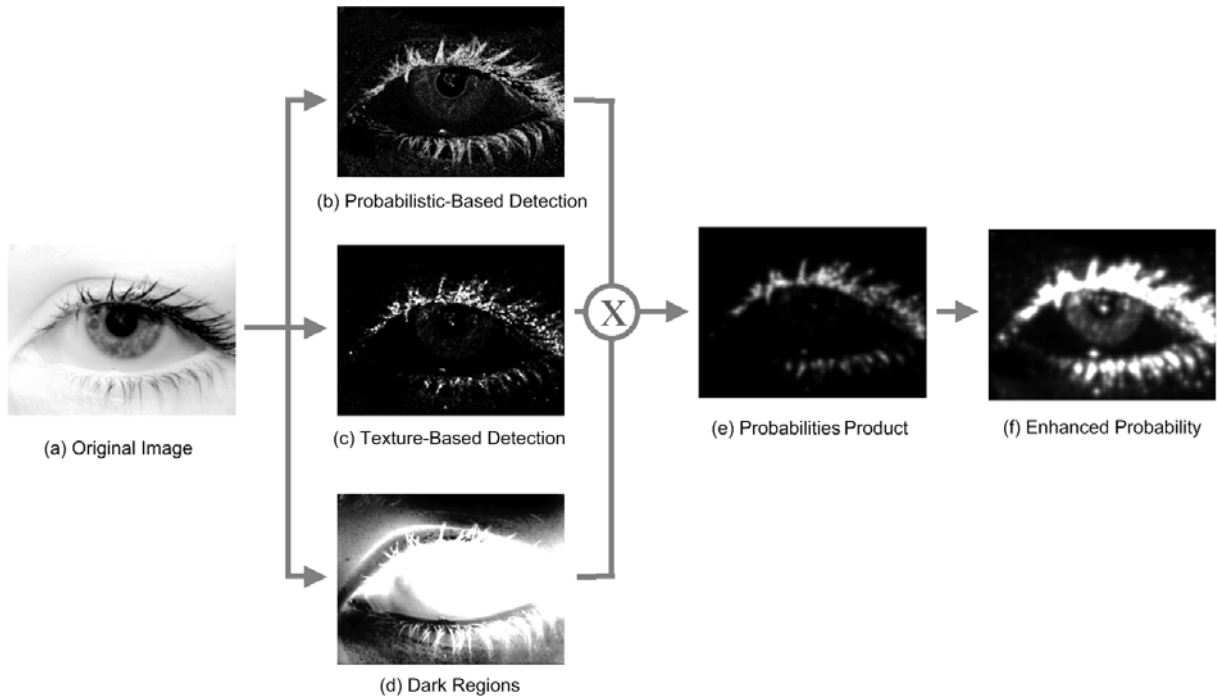 (b) Probabilistic-Based Detection
(a) Original Image
(c) Texture-Based Detection
X
(e) Probabilities Product
(f) Enhanced Probability
(d) Dark Regions